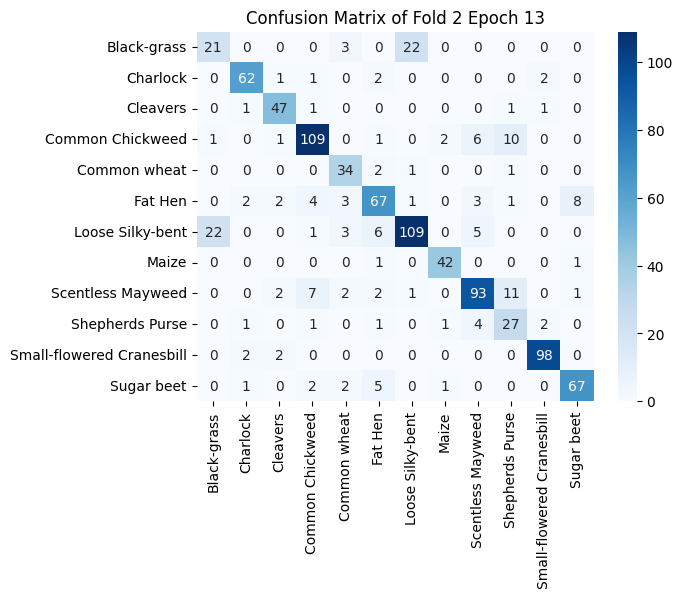 Confusion Matrix of Fold 2 Epoch 13
Black-grass 21 0 0 0 3 0 22 0 0 0 0 0
Charlock 0 62 1 1 0 2 0 0 0 0 2 0
Cleavers 0 1 47 1 0 0 0 0 0 1 1 0
Common Chickweed 1 0 1 109 0 1 0 2 6 10 0 0
Common wheat 0 0 0 0 34 2 1 0 0 1 0 0
Fat Hen 0 2 2 4 3 67 1 0 3 1 0 8
Loose Silky-bent 22 0 0 1 3 6 109 0 5 0 0 0
Maize 0 0 0 0 0 1 0 42 0 0 0 1
Scentless Mayweed 0 0 2 7 2 2 1 0 93 11 0 1
Shepherds Purse 0 1 0 1 0 1 0 1 4 27 2 0
Small-flowered Cranesbill 0 2 2 0 0 0 0 0 0 0 98 0
Sugar beet 0 1 0 2 2 5 0 1 0 0 0 67
Black-grass
Charlock
Cleavers
Common Chickweed
Common wheat
Fat Hen
Loose Silky-bent
Maize
Scentless Mayweed
Shepherds Purse
Small-flowered Cranesbill
Sugar beet
100
80
60
40
20
0